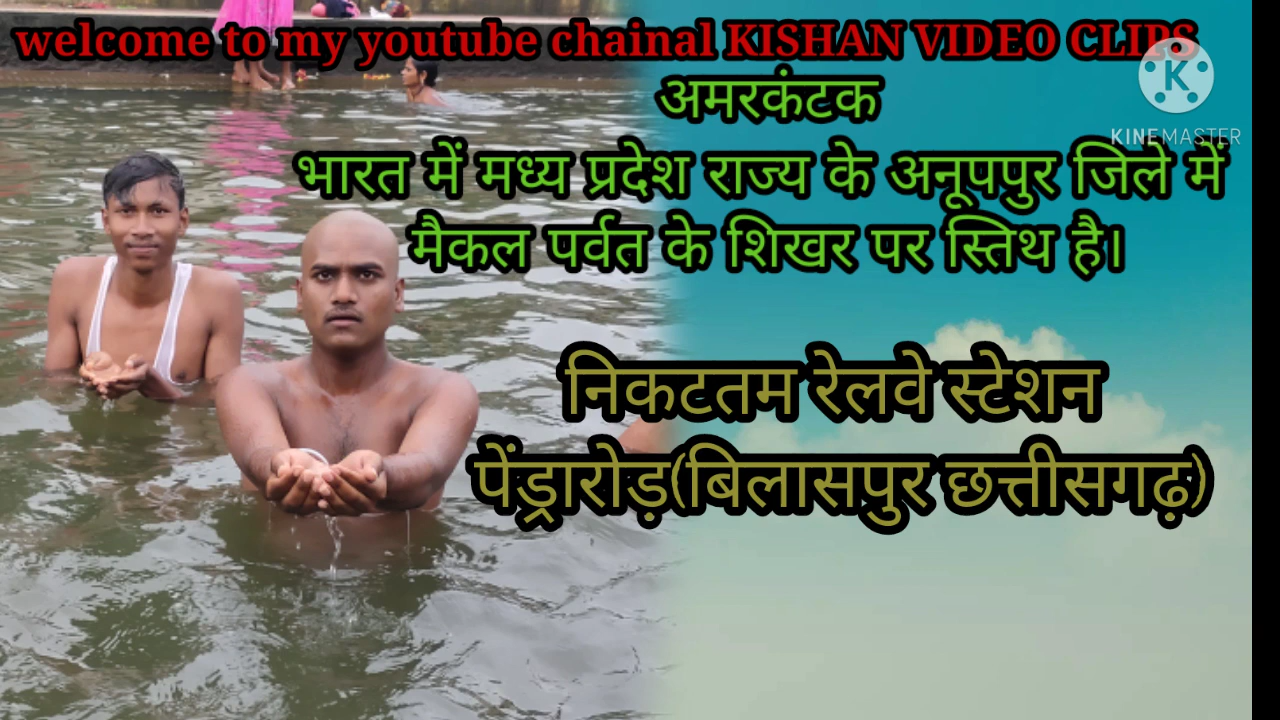 welcome to my youtube chainal KISHAN VIDEO CLIPS
अमरकंटक
K
KINEMASTER
भारत में मध्य प्रदेश राज्य के अनूपपुर जिले में
मैकल पर्वत के शिखर पर स्तिथ है।
निकटतम रेलवे स्टेशन
पेंड्रारोड़(बिलासपुर छत्तीसगढ़)